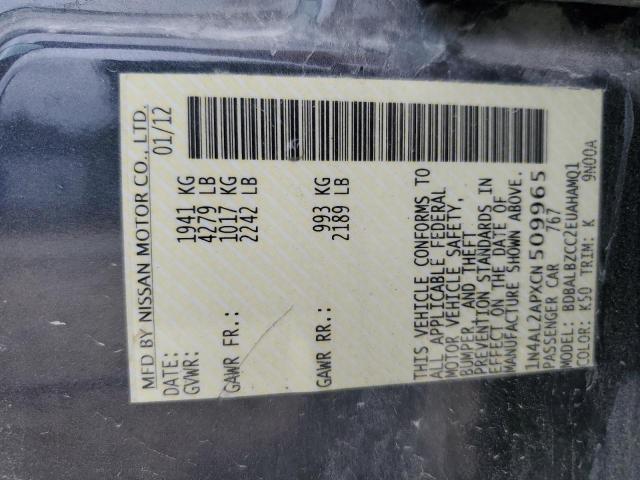 MFD BY NISSAN MOTOR CO., LTD.
DATE: 01/12
GVWR: 1941 KG
4279 LB
GAWR FR.: 1017 KG
2242 LB
GAWR RR.: 993 KG
2189 LB
THIS VEHICLE CONFORMS TO
ALL APPLICABLE FEDERAL
MOTOR VEHICLE SAFETY,
BUMPER, AND THEFT
PREVENTION STANDARDS IN
EFFECT ON THE DATE OF
MANUFACTURE SHOWN ABOVE.
1N4AL2APXCN509965
PASSENGER CAR 767
MODEL: BDBALBZCC2EUAHAMQ1
COLOR: K50 TRIM: K 9N00A